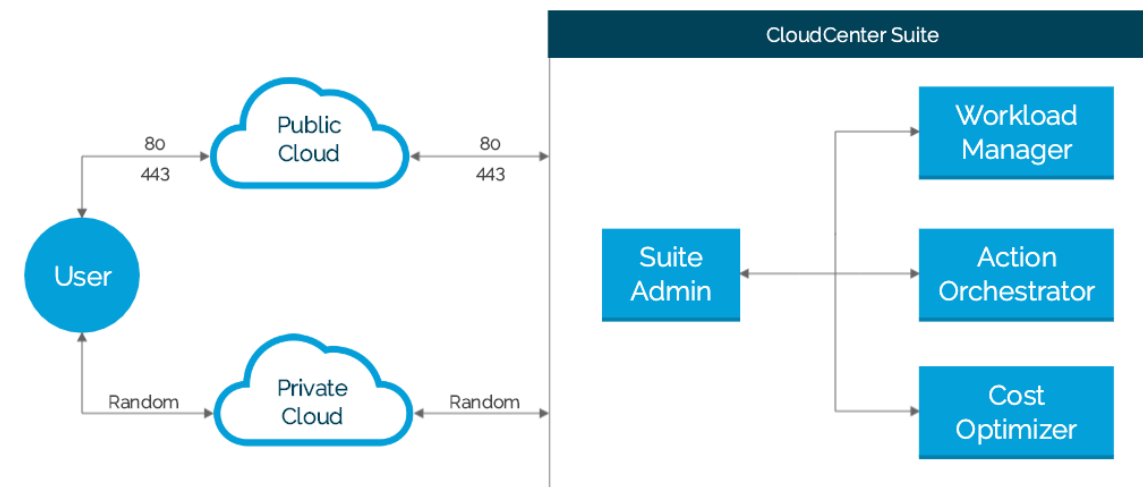 CloudCenter Suite
Public
Cloud
80
443
80
443
Workload
Manager
User
Suite
Admin
Action
Orchestrator
Private
Cloud
Random
Random
Cost
Optimizer